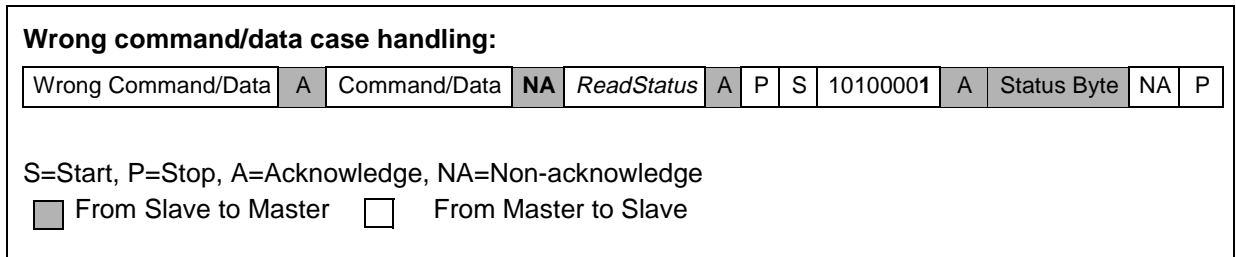 Wrong command/data case handling:
Wrong Command/Data A Command/Data NA ReadStatus A P S 10100001 A Status Byte NA P
S=Start, P=Stop, A=Acknowledge, NA=Non-acknowledge
From Slave to Master From Master to Slave